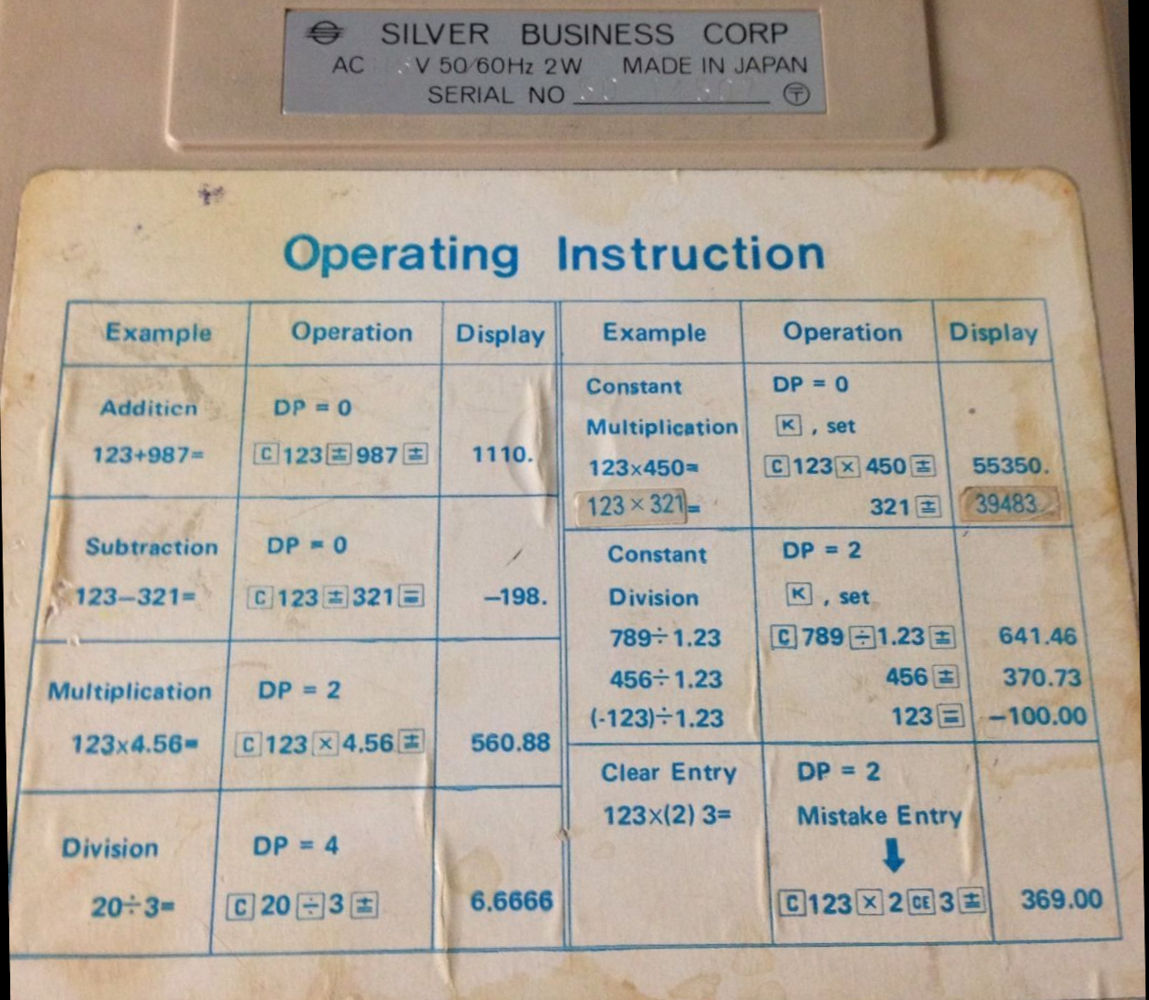 SILVER BUSINESS CORP
AC V 50/60Hz 2W MADE IN JAPAN
SERIAL NO
Operating Instruction
Example Operation Display
Addition DP = 0
123+987= C 123 ± 987 ± 1110.
Subtraction DP = 0
123–321= C 123 ± 321 = –198.
Multiplication DP = 2
123x4.56= C 123 × 4.56 ± 560.88
Division DP = 4
20÷3= C 20 ÷ 3 ± 6.6666
Example Operation Display
Constant DP = 0
Multiplication K , set
123x450= C 123 × 450 ± 55350.
123 × 321= 321 ± 39483.
Constant DP = 2
Division K , set
789÷1.23 C 789 ÷ 1.23 ± 641.46
456÷1.23 456 ± 370.73
(-123)÷1.23 123 = –100.00
Clear Entry DP = 2
123x(2) 3= Mistake Entry
C 123 × 2 CE 3 ± 369.00